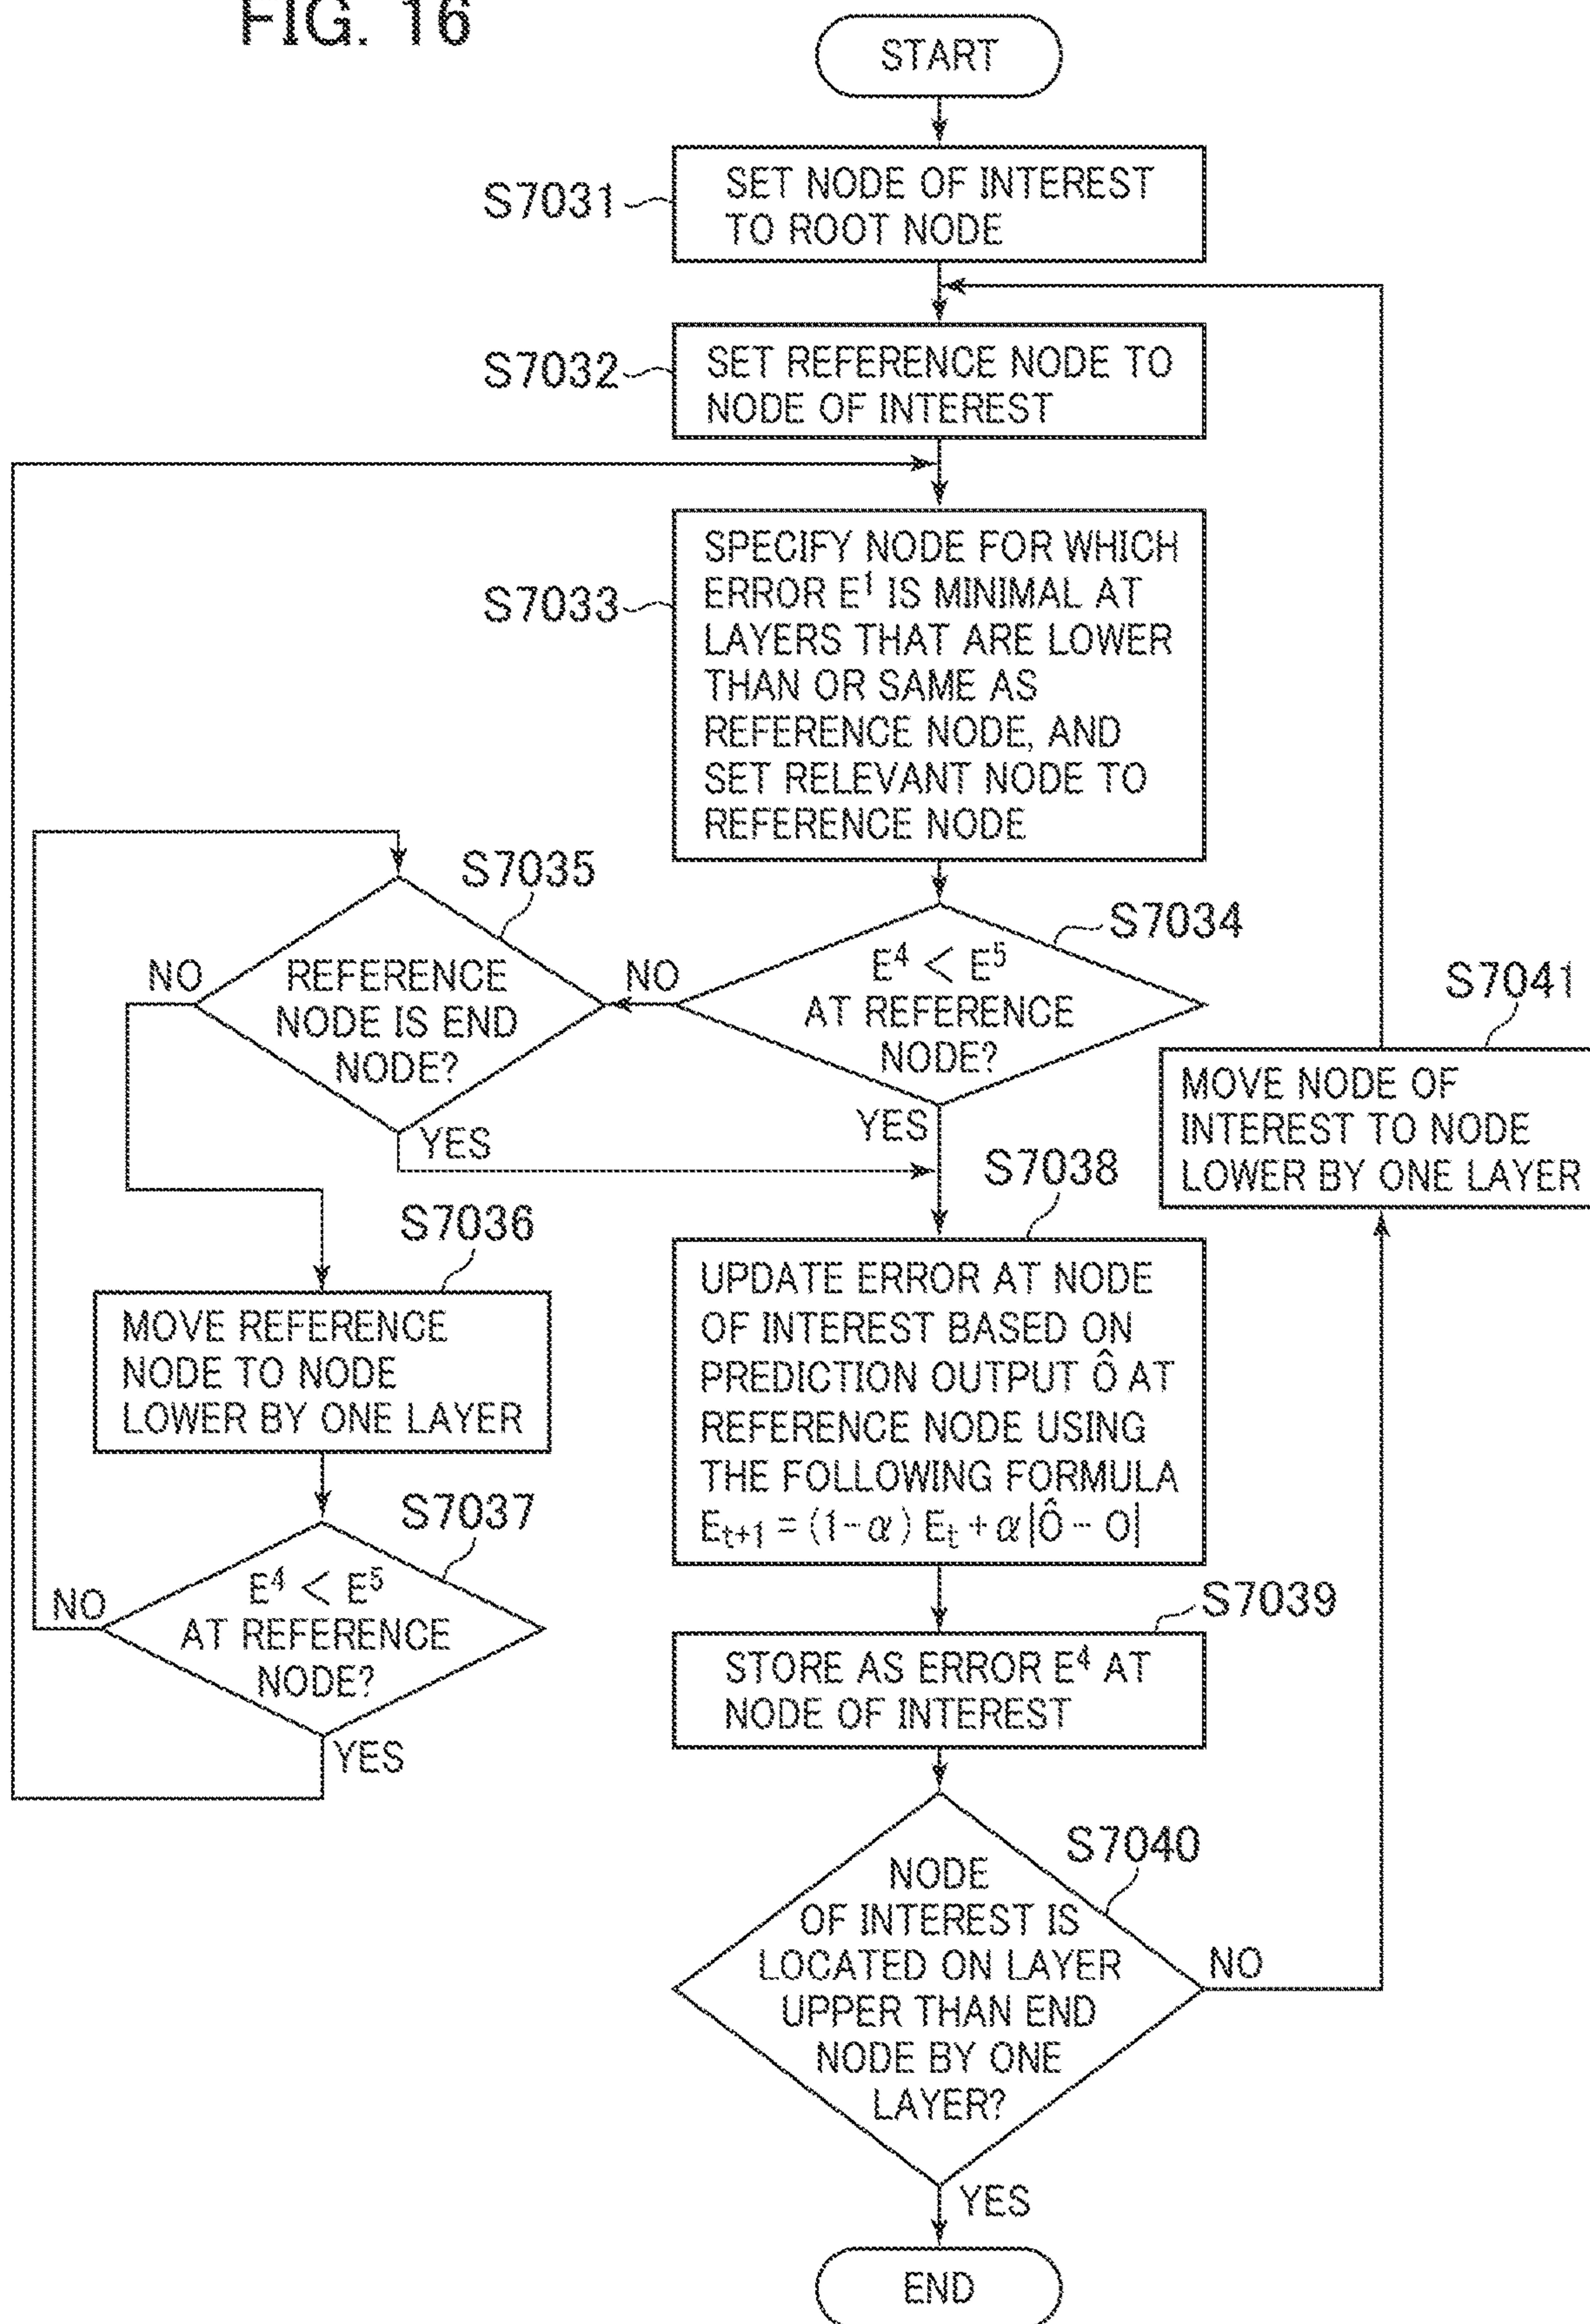 FIG. 16
START
S7031
SET NODE OF INTEREST
TO ROOT NODE
S7032
SET REFERENCE NODE TO
NODE OF INTEREST
S7033
SPECIFY NODE FOR WHICH
ERROR E¹ IS MINIMAL AT
LAYERS THAT ARE LOWER
THAN OR SAME AS
REFERENCE NODE, AND
SET RELEVANT NODE TO
REFERENCE NODE
S7034
E⁴ < E⁵
AT REFERENCE
NODE?
NO
YES
S7035
REFERENCE
NODE IS END
NODE?
NO
YES
S7036
MOVE REFERENCE
NODE TO NODE
LOWER BY ONE LAYER
S7037
E⁴ < E⁵
AT REFERENCE
NODE?
NO
YES
S7038
UPDATE ERROR AT NODE
OF INTEREST BASED ON
PREDICTION OUTPUT Ô AT
REFERENCE NODE USING
THE FOLLOWING FORMULA
Eₜ₊₁ = (1-α) Eₜ + α|Ô - O|
S7039
STORE AS ERROR E⁴ AT
NODE OF INTEREST
S7040
NODE
OF INTEREST IS
LOCATED ON LAYER
UPPER THAN END
NODE BY ONE
LAYER?
NO
YES
S7041
MOVE NODE OF
INTEREST TO NODE
LOWER BY ONE LAYER
END